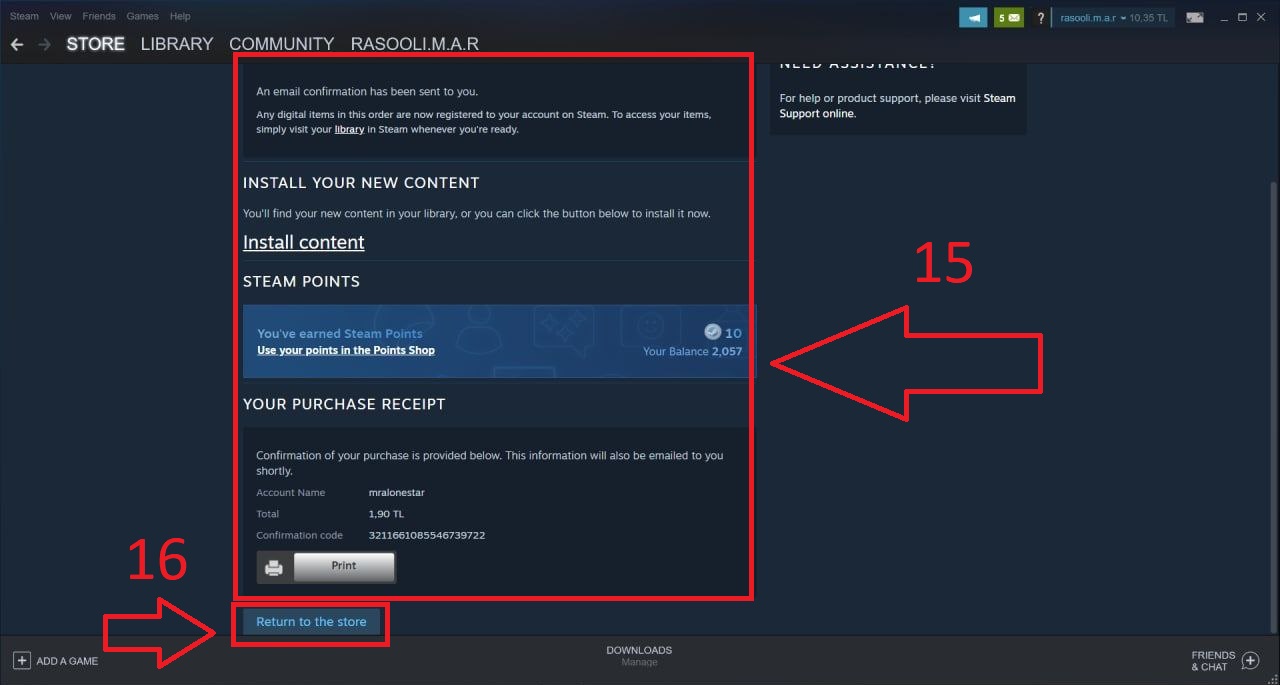 Steam View Friends Games Help
5 ? rasooli.m.a.r 10,35 TL
STORE LIBRARY COMMUNITY RASOOLI.M.A.R
NEED ASSISTANCE?
For help or product support, please visit Steam
Support online.
An email confirmation has been sent to you.
Any digital items in this order are now registered to your account on Steam. To access your items,
simply visit your library in Steam whenever you're ready.
INSTALL YOUR NEW CONTENT
You'll find your new content in your library, or you can click the button below to install it now.
Install content
15
STEAM POINTS
You've earned Steam Points
10
Use your points in the Points Shop
Your Balance 2,057
YOUR PURCHASE RECEIPT
Confirmation of your purchase is provided below. This information will also be emailed to you
shortly.
Account Name mralonestar
Total 1,90 TL
Confirmation code 3211661085546739722
Print
16
Return to the store
+ ADD A GAME
DOWNLOADS
Manage
FRIENDS
& CHAT +